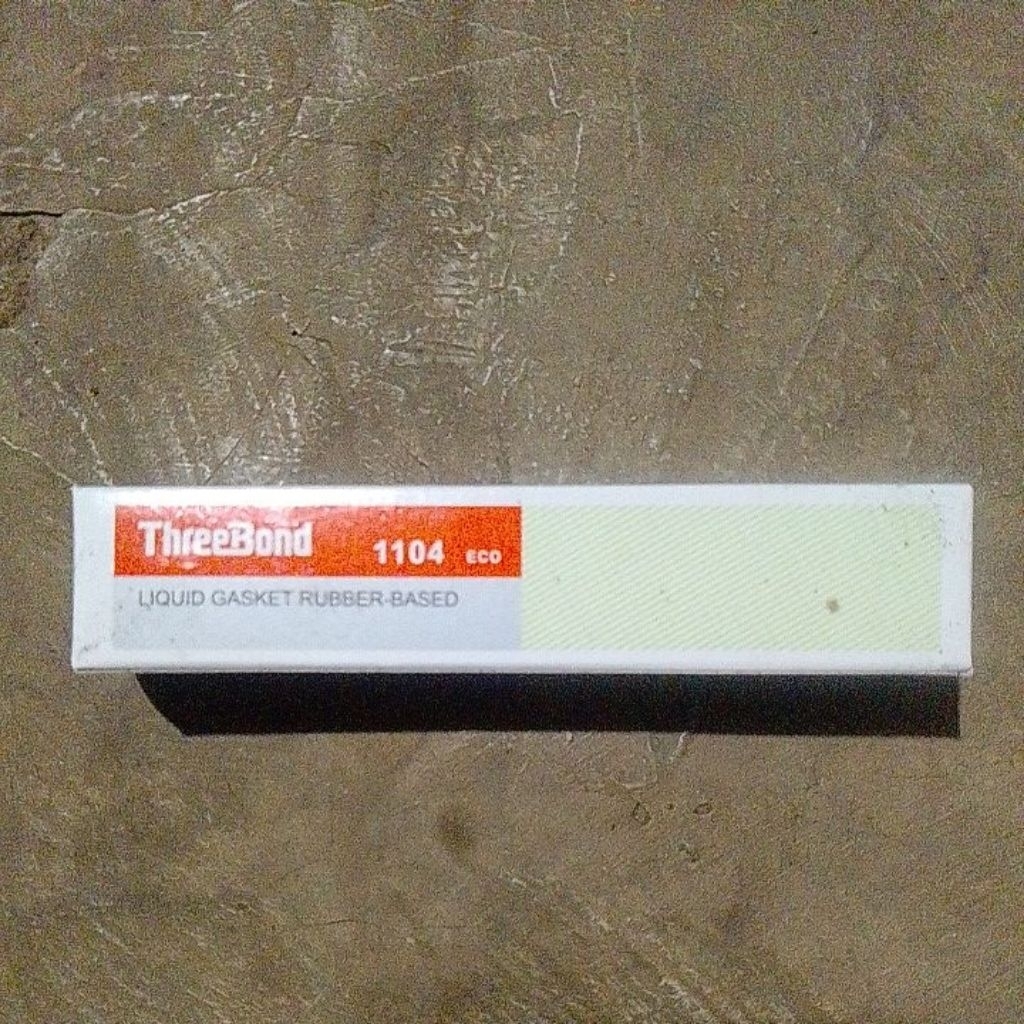 ThreeBond 1104 ECO
LIQUID GASKET RUBBER-BASED